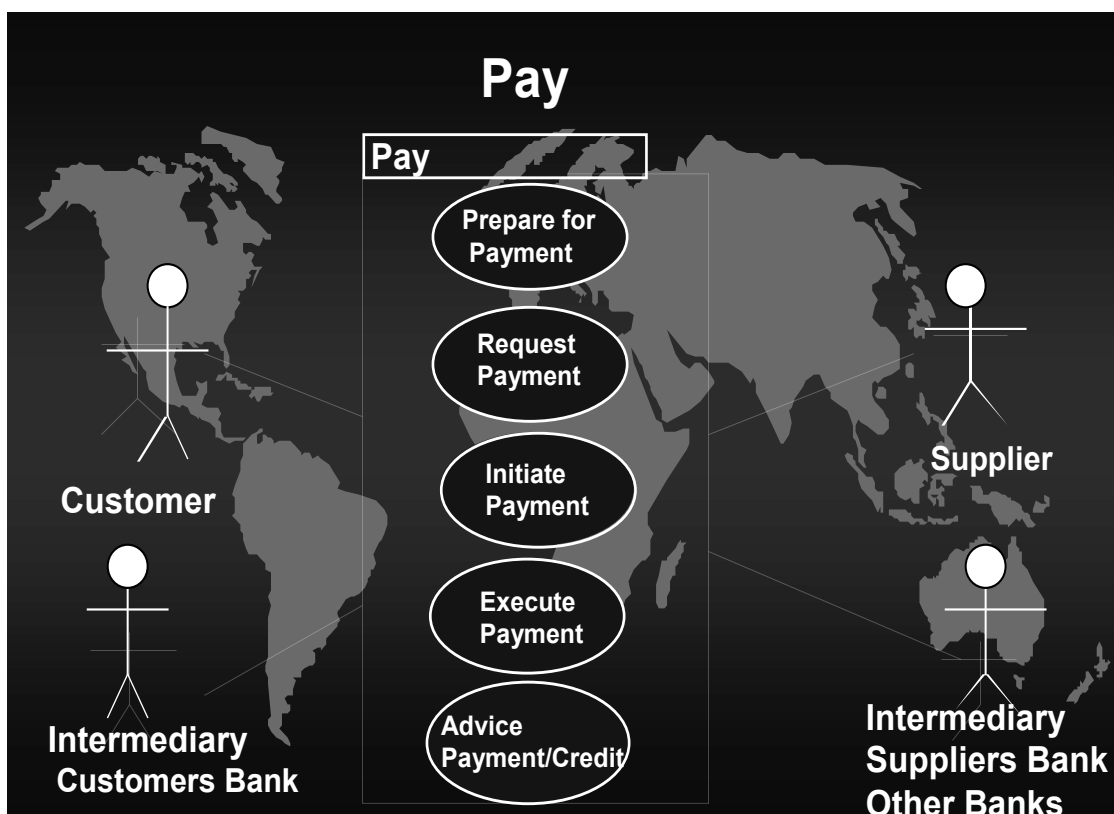 Pay
Pay
Prepare for
Payment
Request
Payment
Initiate
Payment
Execute
Payment
Advice
Payment/Credit
Customer
Supplier
Intermediary
Customers Bank
Intermediary
Suppliers Bank
Other Banks